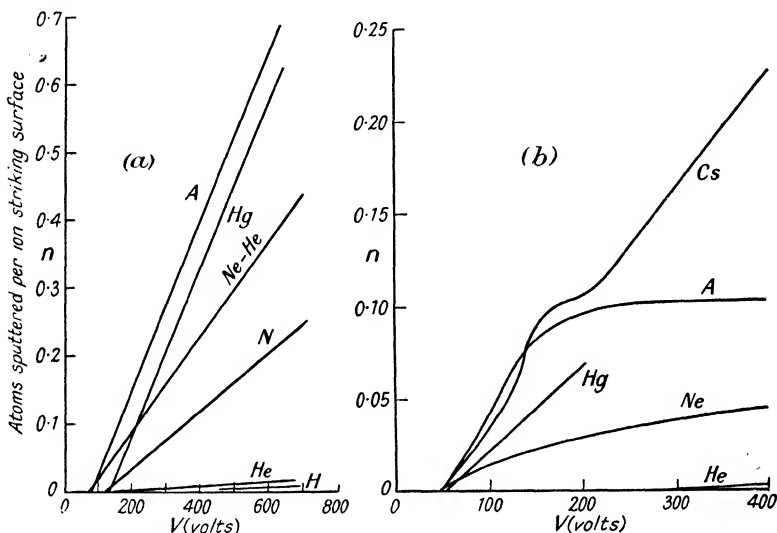 Atoms sputtered per ion striking surface
n
0·7
0·6
0·5
0·4
0·3
0·2
0·1
0
(a)
A
Hg
Ne-He
N
He
H
0 200 400 600 800
V(volts)
0·25
0·20
0·15
n
0·10
0·05
0
(b)
Cs
A
Hg
Ne
He
0 100 200 300 400
V(volts)